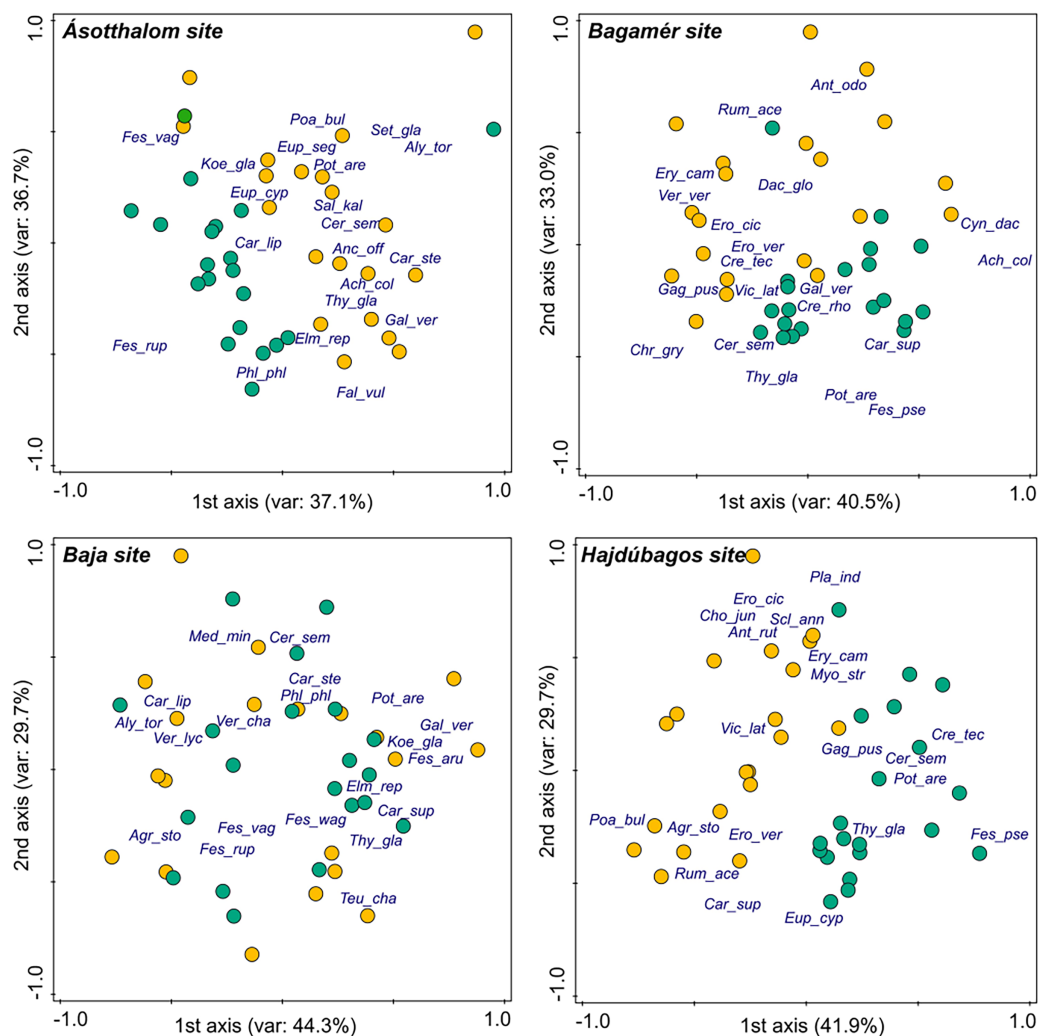 Ásotthalom site
1.0
2nd axis (var: 36.7%)
-1.0
Fes_vag
Poa_bul
Set_gla
Aly_tor
Eup_seg
Koe_gla
Pot_are
Eup_cyp
Sal_kal
Cer_sem
Car_lip
Anc_off
Car_ste
Ach_col
Thy_gla
Gal_ver
Elm_rep
Fes_rup
Phl_phl
Fal_vul
-1.0
1st axis (var: 37.1%)
1.0
Bagamér site
1.0
2nd axis (var: 33.0%)
-1.0
Ant_odo
Rum_ace
Ery_cam
Dac_glo
Ver_ver
Ero_cic
Cyn_dac
Ero_ver
Cre_tec
Ach_col
Gag_pus
Vic_lat
Gal_ver
Cre_rho
Chr_gry
Cer_sem
Car_sup
Thy_gla
Pot_are
Fes_pse
-1.0
1st axis (var: 40.5%)
1.0
Baja site
1.0
2nd axis (var: 29.7%)
-1.0
Med_min
Cer_sem
Car_ste
Phl_phl
Pot_are
Car_lip
Aly_tor
Ver_cha
Gal_ver
Ver_lyc
Koe_gla
Fes_aru
Elm_rep
Car_sup
Fes_wag
Agr_sto
Fes_vag
Thy_gla
Fes_rup
Teu_cha
-1.0
1st axis (var: 44.3%)
1.0
Hajdúbagos site
1.0
2nd axis (var: 29.7%)
-1.0
Pla_ind
Ero_cic
Cho_jun
Scl_ann
Ant_rut
Ery_cam
Myo_str
Vic_lat
Cre_tec
Gag_pus
Cer_sem
Pot_are
Poa_bul
Agr_sto
Ero_ver
Thy_gla
Fes_pse
Rum_ace
Car_sup
Eup_cyp
-1.0
1st axis (41.9%)
1.0